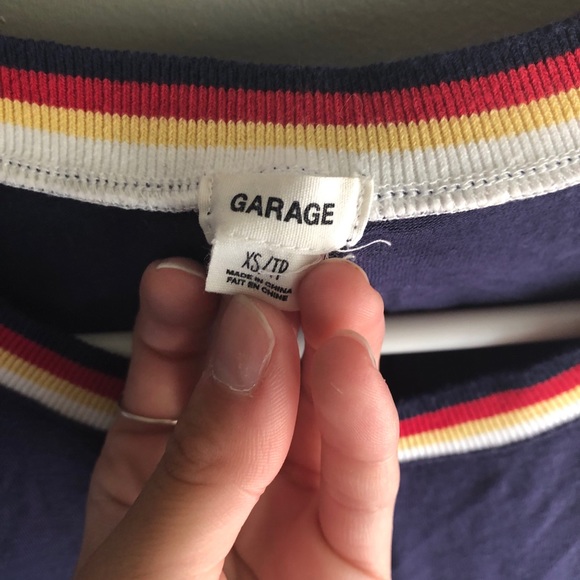 GARAGE
XS/TP
MADE IN CHINA
FAIT EN CHINE